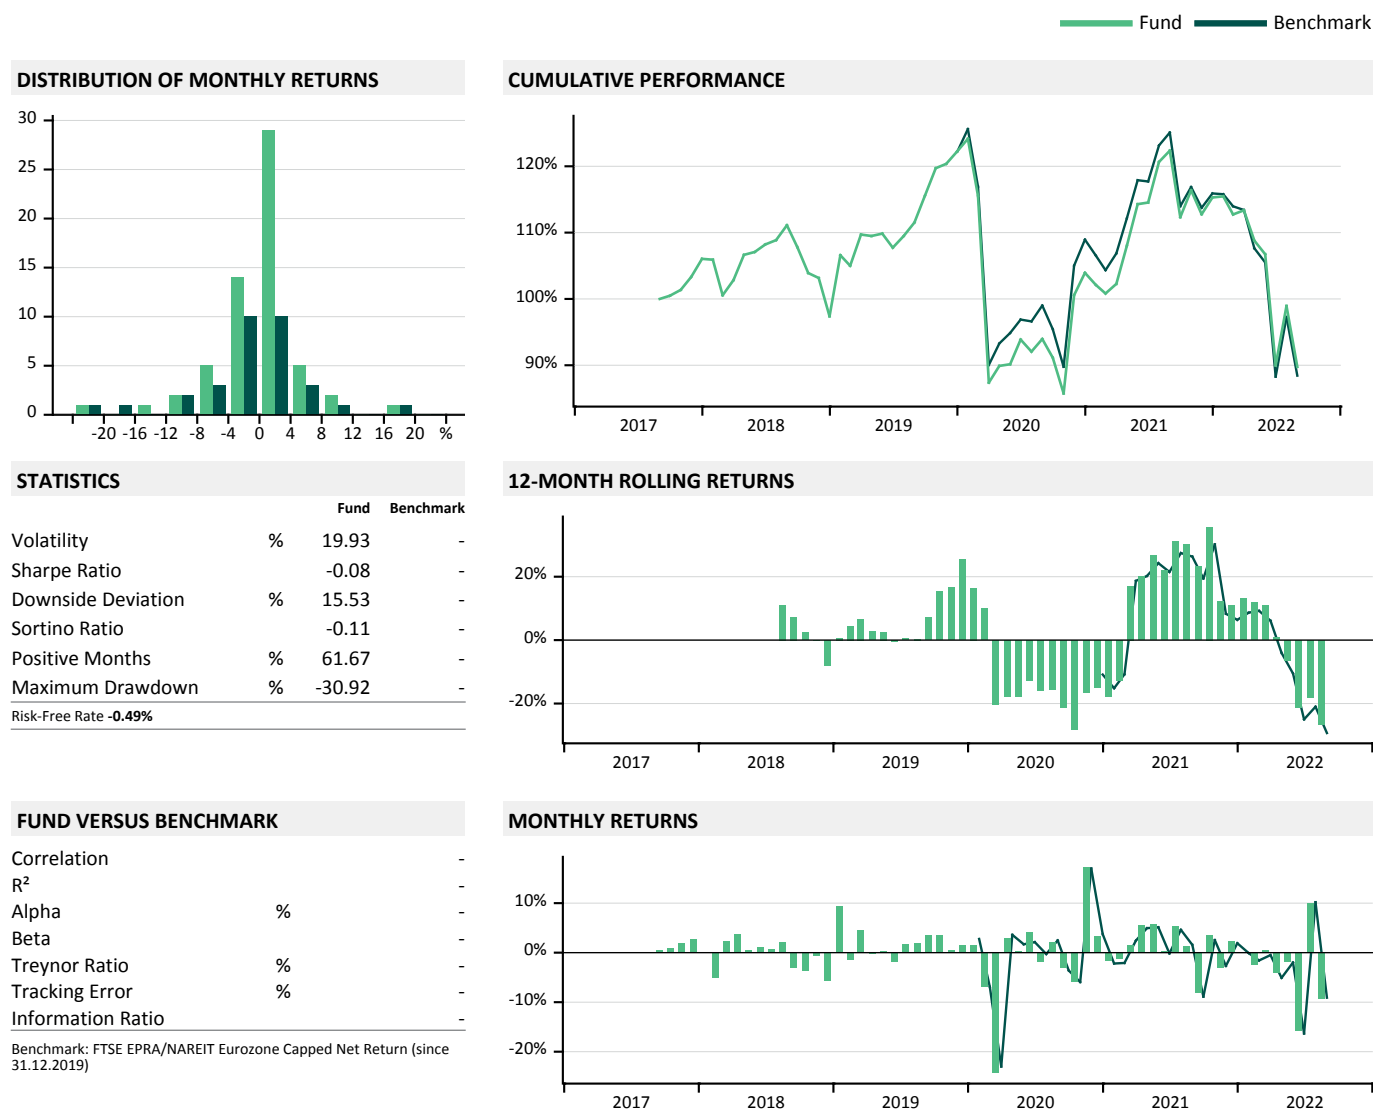 Fund Benchmark
DISTRIBUTION OF MONTHLY RETURNS
30
25
20
15
10
5
0
-20 -16 -12 -8 -4 0 4 8 12 16 20 %
CUMULATIVE PERFORMANCE
120%
110%
100%
90%
2017 2018 2019 2020 2021 2022
STATISTICS
Fund Benchmark
Volatility % 19.93 -
Sharpe Ratio -0.08 -
Downside Deviation % 15.53 -
Sortino Ratio -0.11 -
Positive Months % 61.67 -
Maximum Drawdown % -30.92 -
Risk-Free Rate -0.49%
12-MONTH ROLLING RETURNS
20%
0%
-20%
2017 2018 2019 2020 2021 2022
FUND VERSUS BENCHMARK
Correlation -
R² -
Alpha % -
Beta -
Treynor Ratio % -
Tracking Error % -
Information Ratio -
Benchmark: FTSE EPRA/NAREIT Eurozone Capped Net Return (since
31.12.2019)
MONTHLY RETURNS
10%
0%
-10%
-20%
2017 2018 2019 2020 2021 2022